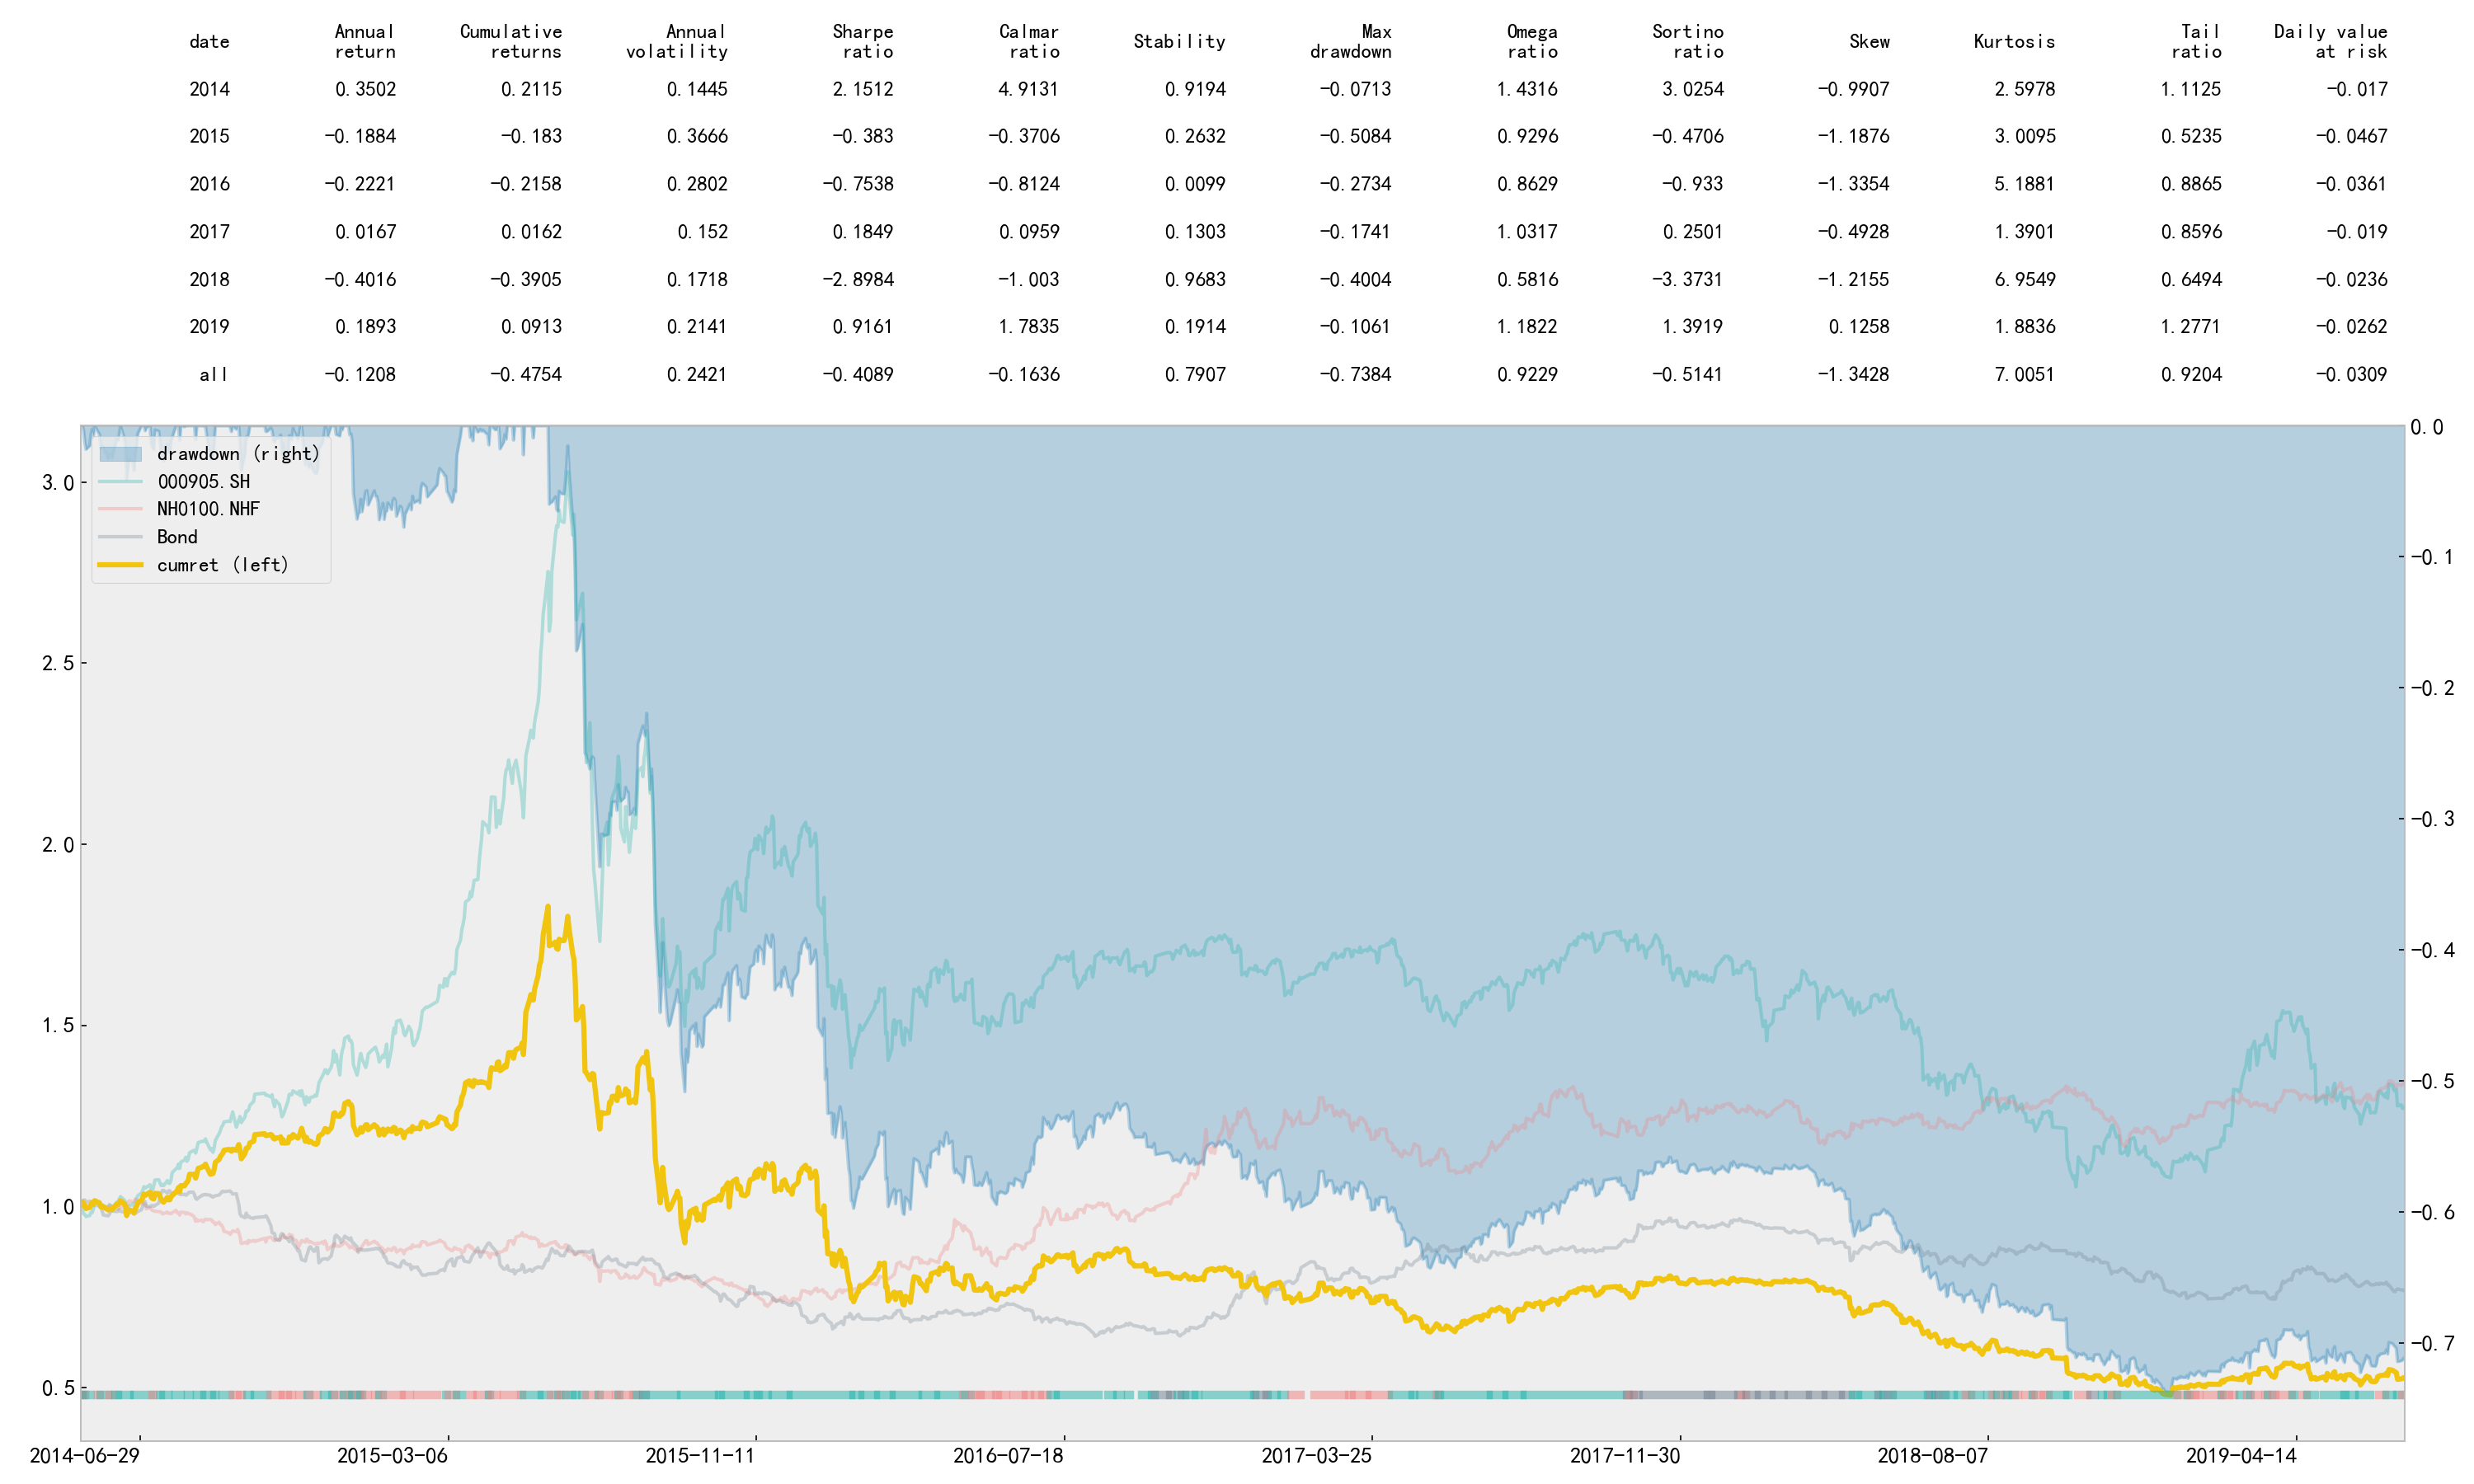 date Annual return Cumulative returns Annual volatility Sharpe ratio Calmar ratio Stability Max drawdown Omega ratio Sortino ratio Skew Kurtosis Tail ratio Daily value at risk
2014 0.3502 0.2115 0.1445 2.1512 4.9131 0.9194 -0.0713 1.4316 3.0254 -0.9907 2.5978 1.1125 -0.017
2015 -0.1884 -0.183 0.3666 -0.383 -0.3706 0.2632 -0.5084 0.9296 -0.4706 -1.1876 3.0095 0.5235 -0.0467
2016 -0.2221 -0.2158 0.2802 -0.7538 -0.8124 0.0099 -0.2734 0.8629 -0.933 -1.3354 5.1881 0.8865 -0.0361
2017 0.0167 0.0162 0.152 0.1849 0.0959 0.1303 -0.1741 1.0317 0.2501 -0.4928 1.3901 0.8596 -0.019
2018 -0.4016 -0.3905 0.1718 -2.8984 -1.003 0.9683 -0.4004 0.5816 -3.3731 -1.2155 6.9549 0.6494 -0.0236
2019 0.1893 0.0913 0.2141 0.9161 1.7835 0.1914 -0.1061 1.1822 1.3919 0.1258 1.8836 1.2771 -0.0262
all -0.1208 -0.4754 0.2421 -0.4089 -0.1636 0.7907 -0.7384 0.9229 -0.5141 -1.3428 7.0051 0.9204 -0.0309
drawdown (right)
000905.SH
NH0100.NHF
Bond
cumret (left)
3.0
2.5
2.0
1.5
1.0
0.5
0.0
-0.1
-0.2
-0.3
-0.4
-0.5
-0.6
-0.7
2014-06-29 2015-03-06 2015-11-11 2016-07-18 2017-03-25 2017-11-30 2018-08-07 2019-04-14